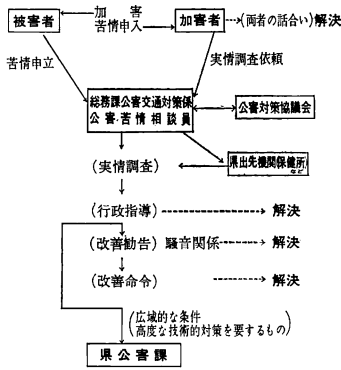 被害者
加害
苦情申入
加害者
(両者の話合い)解決
苦情申立
実情調査依頼
総務課公害交通対策係
公害・苦情相談員
公害対策協議会
(実情調査)
県出先機関(保健所など)
(行政指導)
解決
(改善勧告)騒音関係
解決
(改善命令)
解決
(広域的な条件
高度な技術的対策を要するもの)
県公害課